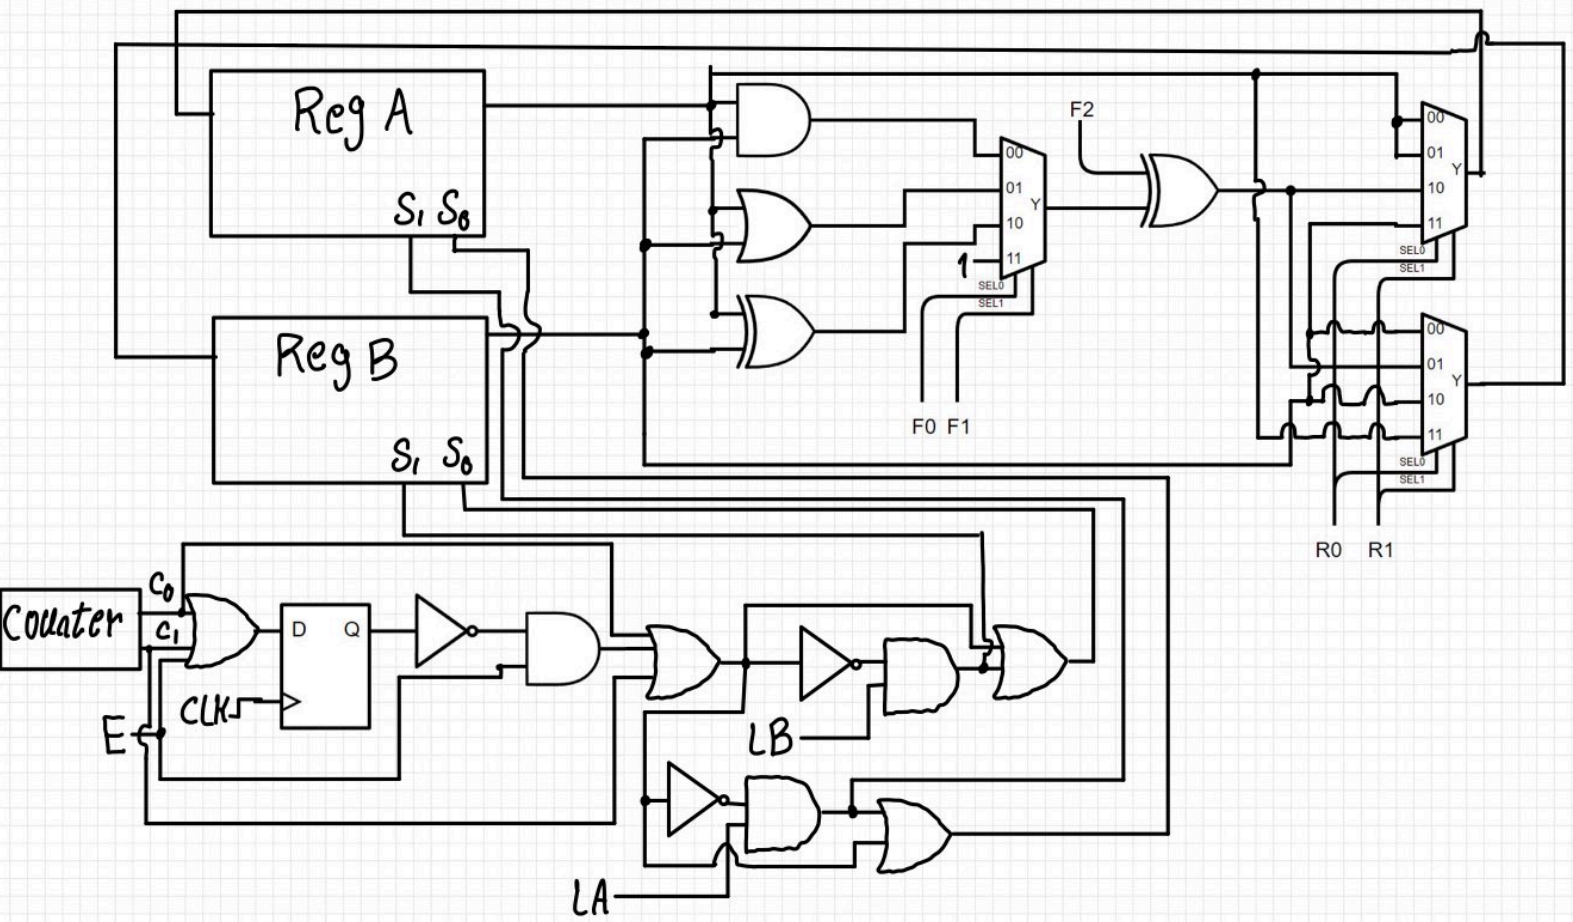 Reg A
S1 S0
Reg B
S1 S0
F2
00
01
10
11
Y
1
SEL0
SEL1
F0 F1
00
01
10
11
Y
SEL0
SEL1
00
01
10
11
Y
SEL0
SEL1
R0 R1
Counter
C0
C1
D Q
CLK
E
LB
LA